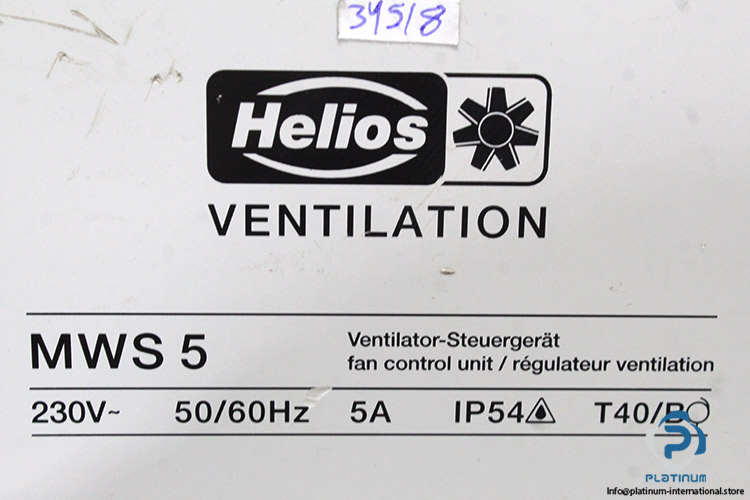 34518
Helios
VENTILATION
MWS 5
Ventilator-Steuergerät
fan control unit / régulateur ventilation
230V~ 50/60Hz 5A IP54 T40/B
PLATINUM
Info@platinum-international.store